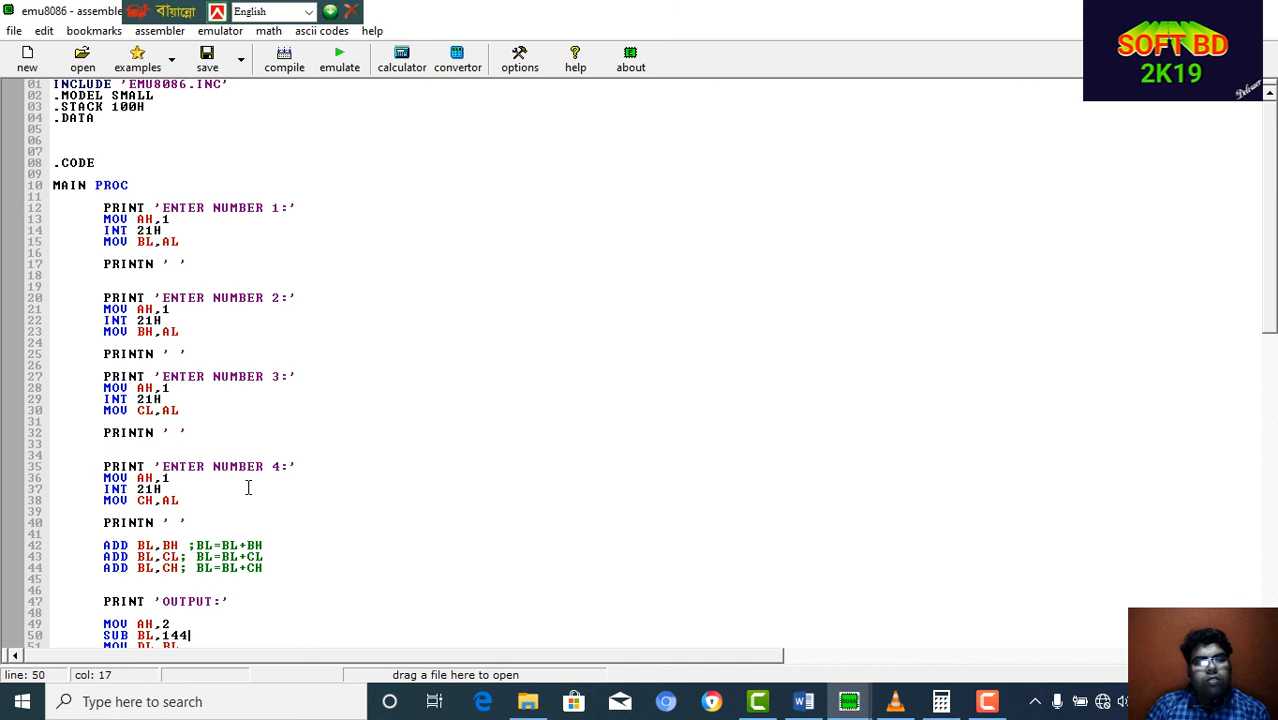 emu8086 - assemble
বায়ান্নো
English
file edit bookmarks assembler emulator math ascii codes help
new open examples save compile emulate calculator convertor options help about
SOFT BD
2K19
Delower
01 INCLUDE 'EMU8086.INC'
02 .MODEL SMALL
03 .STACK 100H
04 .DATA
05
06
07
08 .CODE
09
10 MAIN PROC
11
12 PRINT 'ENTER NUMBER 1:'
13 MOV AH,1
14 INT 21H
15 MOV BL,AL
16
17 PRINTN ' '
18
19
20 PRINT 'ENTER NUMBER 2:'
21 MOV AH,1
22 INT 21H
23 MOV BH,AL
24
25 PRINTN ' '
26
27 PRINT 'ENTER NUMBER 3:'
28 MOV AH,1
29 INT 21H
30 MOV CL,AL
31
32 PRINTN ' '
33
34
35 PRINT 'ENTER NUMBER 4:'
36 MOV AH,1
37 INT 21H
38 MOV CH,AL
39
40 PRINTN ' '
41
42 ADD BL,BH ;BL=BL+BH
43 ADD BL,CL; BL=BL+CL
44 ADD BL,CH; BL=BL+CH
45
46
47 PRINT 'OUTPUT:'
48
49 MOV AH,2
50 SUB BL,144
51 MOV DL,BL
line: 50 col: 17 drag a file here to open
Type here to search